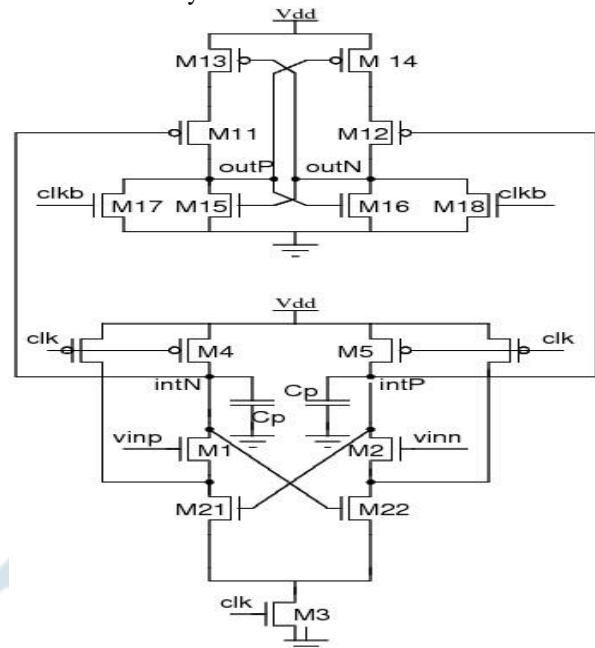 Vdd
M13
M 14
M11
M12
outP
outN
clkb
clkb
M17
M15
M16
M18
Vdd
clk
M4
M5
clk
intN
Cp
intP
Cp
vinp
M1
M2
vinn
M21
M22
clk
M3